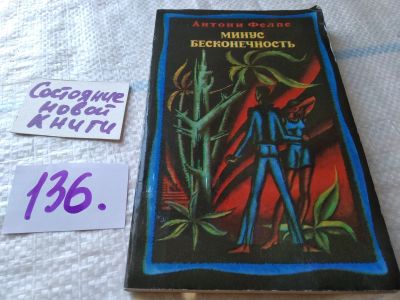 Антони Фелпс
МИНУС
БЕСКОНЕЧНОСТЬ
Состояние
новой
книги
136.